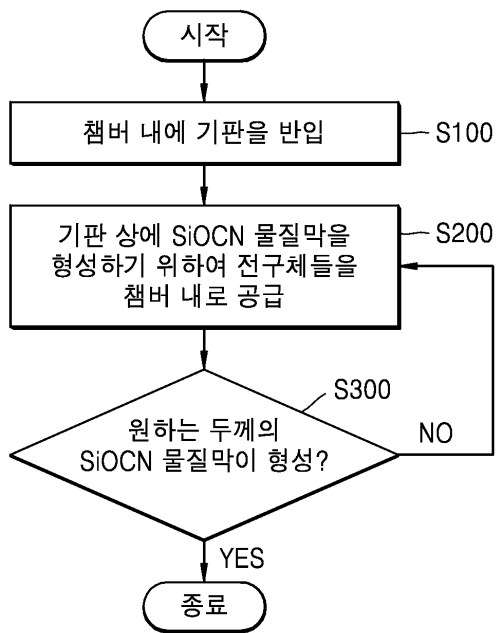 시작
챔버 내에 기판을 반입
S100
기판 상에 SiOCN 물질막을
형성하기 위하여 전구체들을
챔버 내로 공급
S200
S300
원하는 두께의
SiOCN 물질막이 형성?
NO
YES
종료